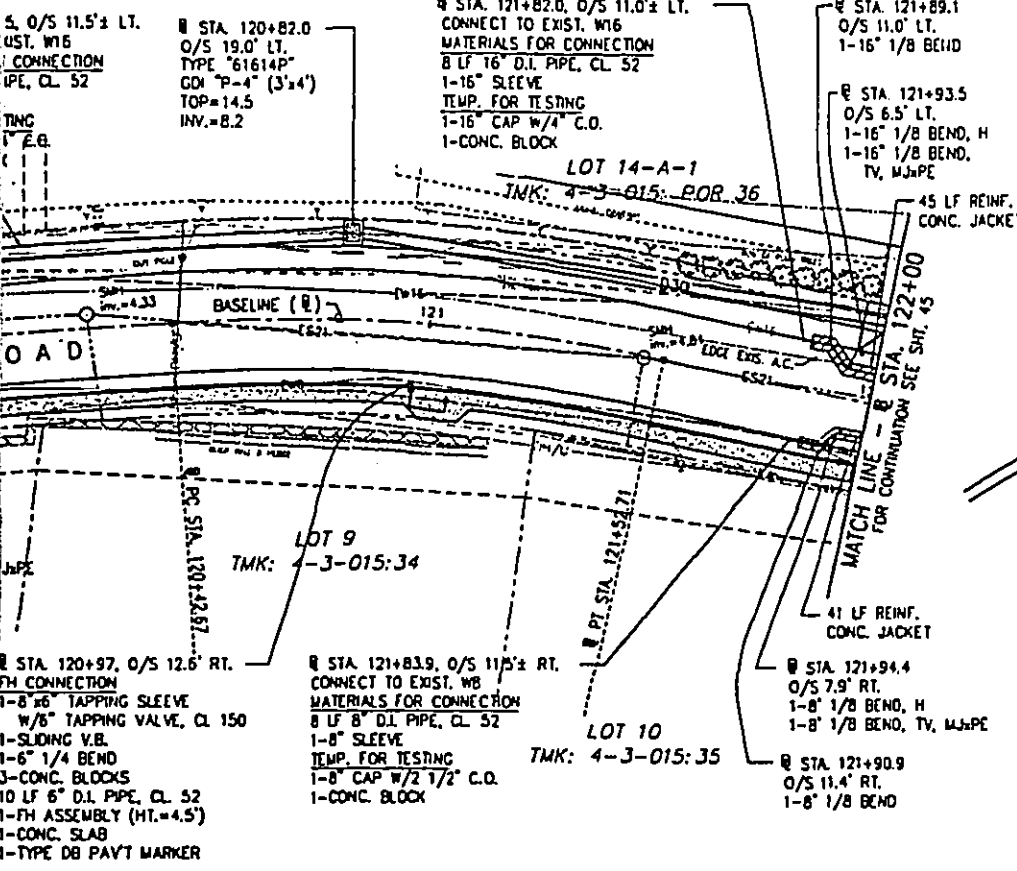 5, O/S 11.5'± LT.
W16
CONNECTION
IPE, CL. 52
TING
C.O.
℄ STA. 120+82.0
O/S 19.0' LT.
TYPE "61614P"
GDI "P-4" (3'x4')
TOP=14.5
INV.=8.2
℄ STA. 121+82.0, O/S 11.0'± LT.
CONNECT TO EXIST. W16
MATERIALS FOR CONNECTION
8 LF 16" D.I. PIPE, CL. 52
1-16" SLEEVE
TEMP. FOR TESTING
1-16" CAP W/4" C.O.
1-CONC. BLOCK
℄ STA. 121+89.1
O/S 11.0' LT.
1-16" 1/8 BEND
℄ STA. 121+93.5
O/S 6.5' LT.
1-16" 1/8 BEND, H
1-16" 1/8 BEND,
TV, MJxPE
45 LF REINF.
CONC. JACKET
LOT 14-A-1
TMK: 4-3-015: POR. 36
SMH
inv.=4.33
BASELINE (℄)
121
ES21
OAD
SMH
EDGE EXIS. A.C.
ES21
MATCH LINE - ℄ STA. 122+00
FOR CONTINUATION SEE SHT. 45
PC STA. 120+42.67
LOT 9
TMK: 4-3-015:34
℄ PT STA. 121+52.71
LOT 10
TMK: 4-3-015:35
41 LF REINF.
CONC. JACKET
℄ STA. 121+94.4
O/S 7.9' RT.
1-8" 1/8 BEND, H
1-8" 1/8 BEND, TV, MJxPE
℄ STA. 121+90.9
O/S 11.4' RT.
1-8" 1/8 BEND
℄ STA. 120+97, O/S 12.6' RT.
FH CONNECTION
1-8"x6" TAPPING SLEEVE
W/6" TAPPING VALVE, CL 150
1-SLIDING V.B.
1-6" 1/4 BEND
3-CONC. BLOCKS
10 LF 6" D.I. PIPE, CL. 52
1-FH ASSEMBLY (HT.=4.5')
1-CONC. SLAB
1-TYPE DB PAV'T MARKER
℄ STA. 121+83.9, O/S 11.5'± RT.
CONNECT TO EXIST. W8
MATERIALS FOR CONNECTION
8 LF 8" D.I. PIPE, CL. 52
1-8" SLEEVE
TEMP. FOR TESTING
1-8" CAP W/2 1/2" C.O.
1-CONC. BLOCK